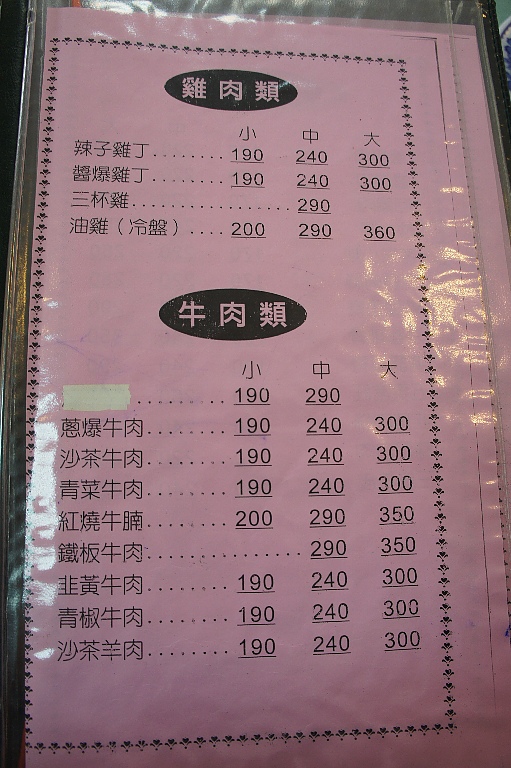 雞肉類
小 中 大
辣子雞丁........190 240 300
醬爆雞丁........190 240 300
三杯雞..................290
油雞（冷盤）....200 290 360
牛肉類
小 中 大
.........190 290
蔥爆牛肉.........190 240 300
沙茶牛肉.........190 240 300
青菜牛肉.........190 240 300
紅燒牛腩.........200 290 350
鐵板牛肉..................290 350
韭黃牛肉.........190 240 300
青椒牛肉.........190 240 300
沙茶羊肉.........190 240 300